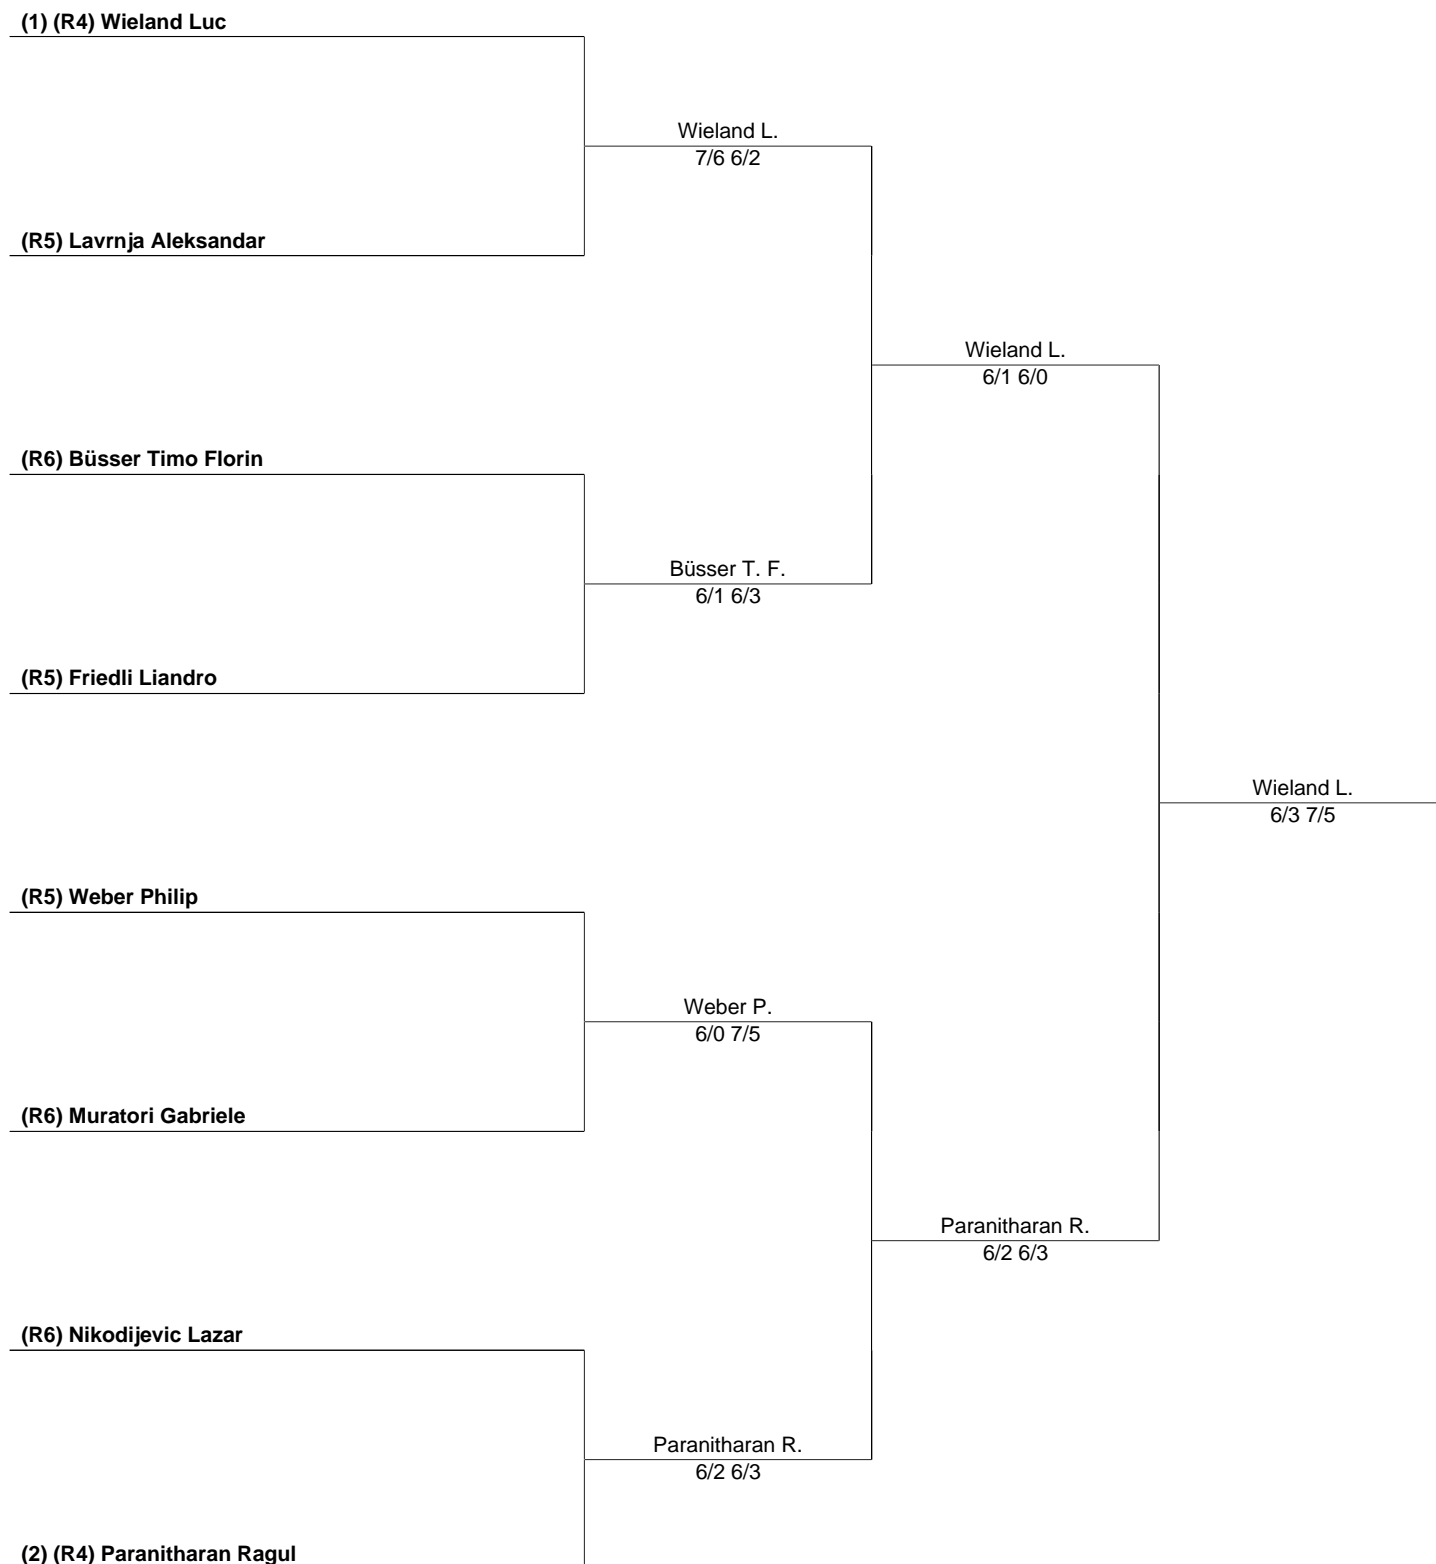 (1) (R4) Wieland Luc
Wieland L.
7/6 6/2
(R5) Lavrnja Aleksandar
Wieland L.
6/1 6/0
(R6) Büsser Timo Florin
Büsser T. F.
6/1 6/3
(R5) Friedli Liandro
Wieland L.
6/3 7/5
(R5) Weber Philip
Weber P.
6/0 7/5
(R6) Muratori Gabriele
Paranitharan R.
6/2 6/3
(R6) Nikodijevic Lazar
Paranitharan R.
6/2 6/3
(2) (R4) Paranitharan Ragul